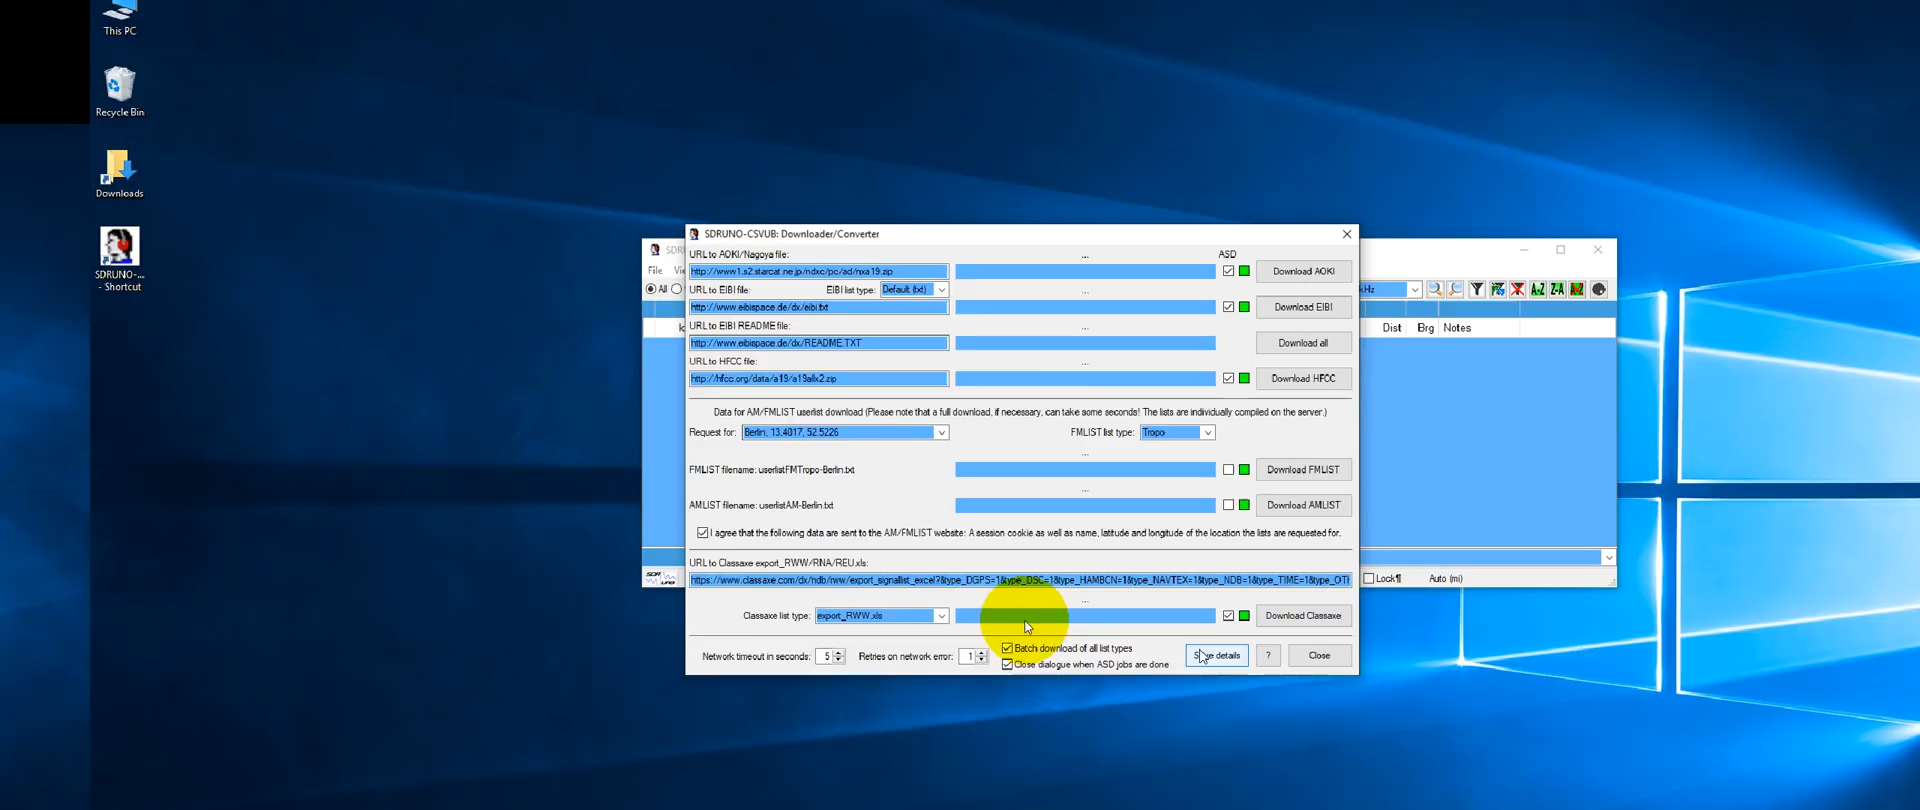 This PC
Recycle Bin
Downloads
SDRUNO-...
- Shortcut
SDRUNO-CSVUB: Downloader/Converter
URL to AOKI/Nagoya file:
...
ASD
http://www1.s2.starcat.ne.jp/ndxc/pc/ad/nxa19.zip
Download AOKI
URL to EIBI file:
EIBI list type:
Default (txt)
...
http://www.eibispace.de/dx/eibi.txt
Download EIBI
URL to EIBI README file:
...
http://www.eibispace.de/dx/README.TXT
Download all
URL to HFCC file:
...
http://hfcc.org/data/a19/a19allx2.zip
Download HFCC
Data for AM/FMLIST userlist download (Please note that a full download, if necessary, can take some seconds! The lists are individually compiled on the server.)
Request for:
Berlin, 13.4017, 52.5226
FMLIST list type:
Tropo
...
FMLIST filename: userlistFMTropo-Berlin.txt
Download FMLIST
...
AMLIST filename: userlistAM-Berlin.txt
Download AMLIST
I agree that the following data are sent to the AM/FMLIST website: A session cookie as well as name, latitude and longitude of the location the lists are requested for.
URL to Classaxe export_RWW/RNA/REU.xls:
https://www.classaxe.com/dx/ndb/rww/export_signallist_excel?&type_DGPS=1&type_DSC=1&type_HAMBCN=1&type_NAVTEX=1&type_NDB=1&type_TIME=1&type_OTH
...
Classaxe list type:
export_RWW.xls
Download Classaxe
Network timeout in seconds:
5
Retries on network error:
1
Batch download of all list types
Close dialogue when ASD jobs are done
details
?
Close
SDR
File
All
kHz
Dist
Brg
Notes
SDR
uno
Lock¶
Auto (mi)